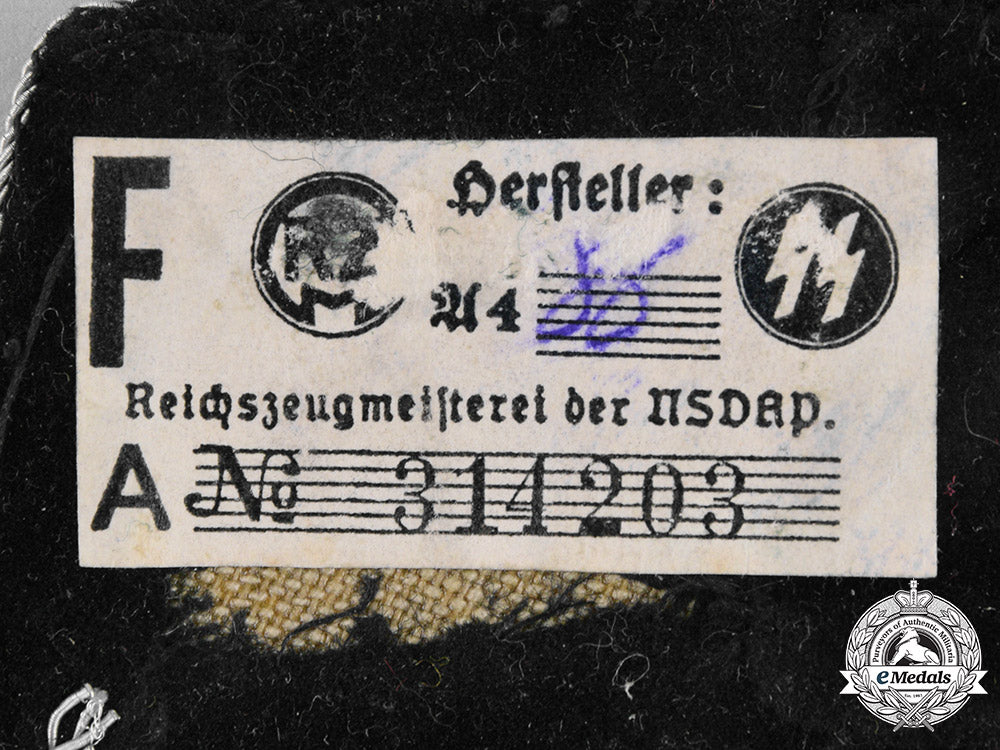 F
Hersteller :
A4
Reichszeugmeisterei der NSDAP.
A № 314203
Purveyors of Authentic Militaria
eMedals